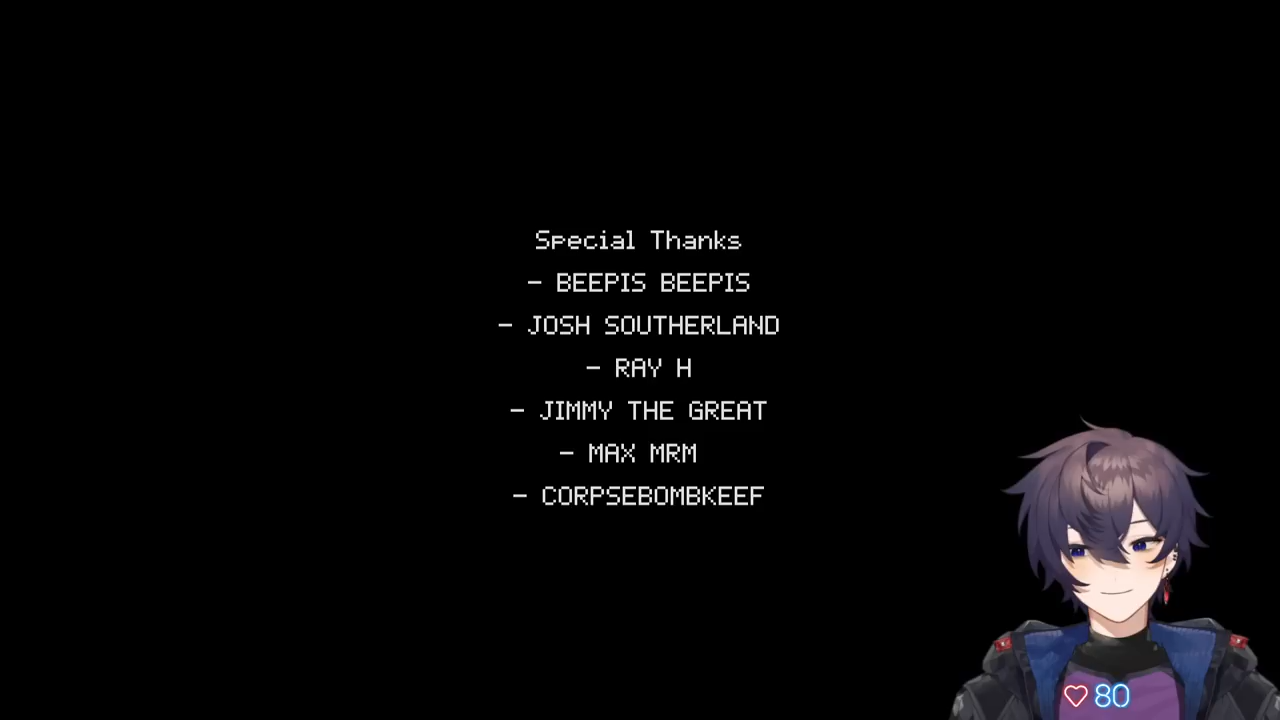 Special Thanks
- BEEPIS BEEPIS
- JOSH SOUTHERLAND
- RAY H
- JIMMY THE GREAT
- MAX MRM
- CORPSEBOMBKEEF
80